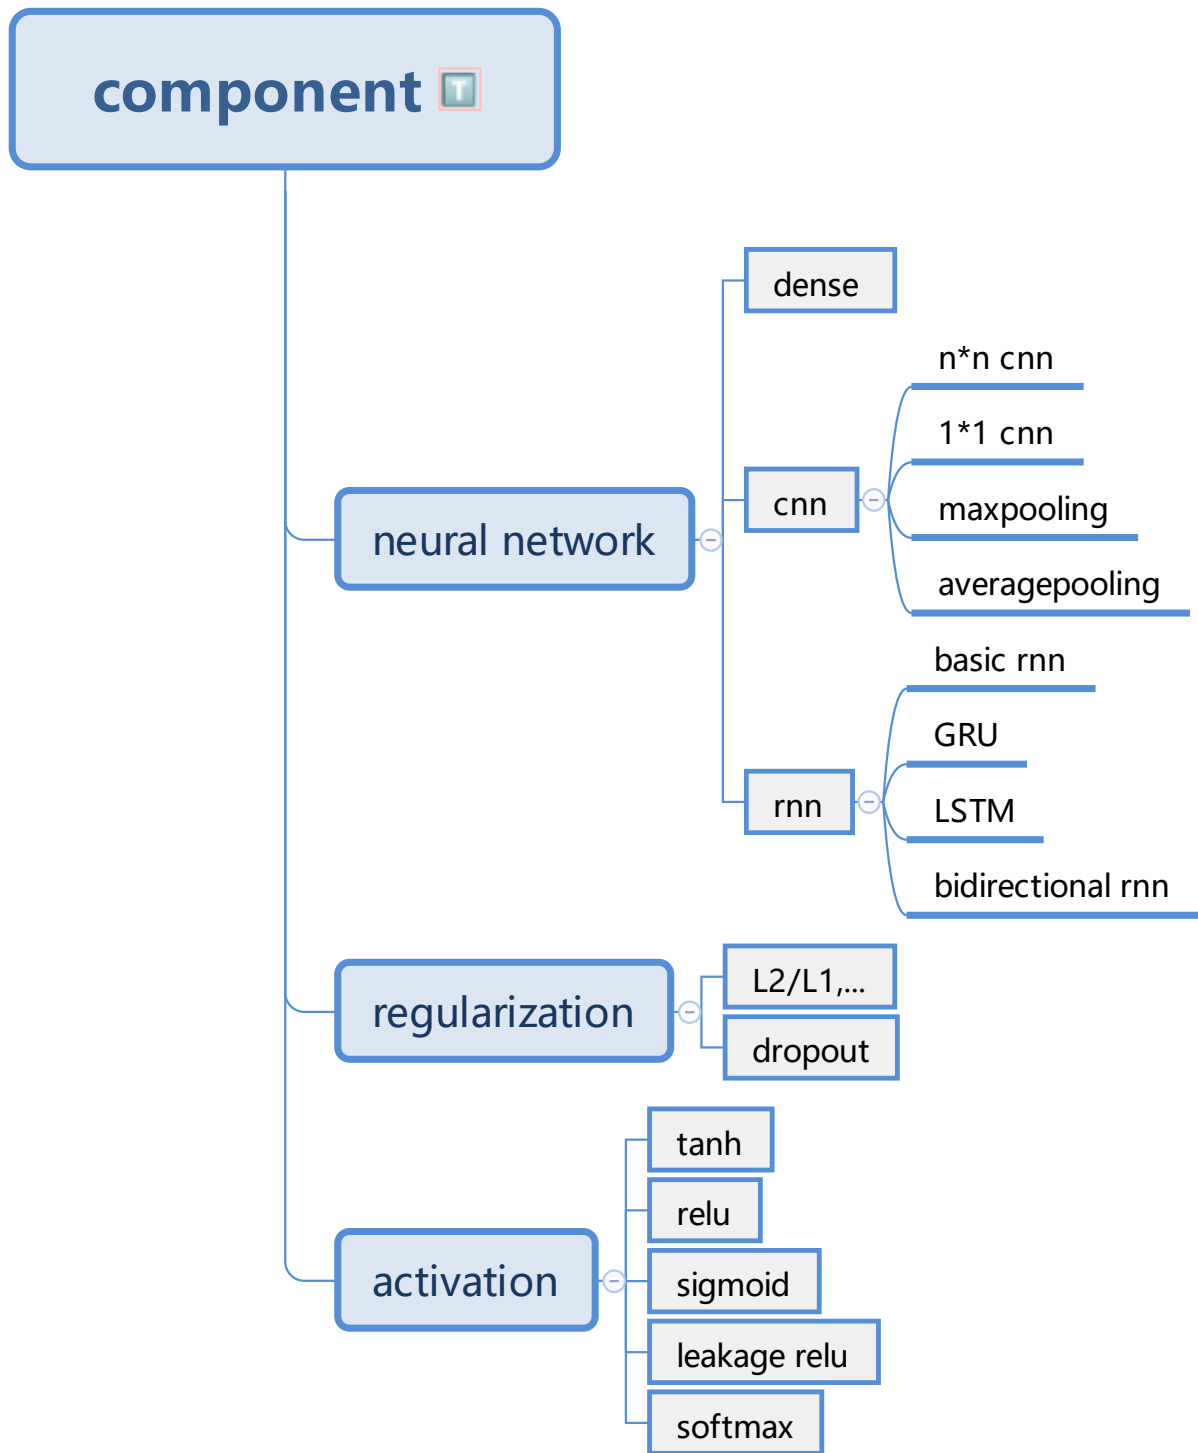 component
dense
n*n cnn
1*1 cnn
cnn
maxpooling
neural network
averagepooling
basic rnn
GRU
rnn
LSTM
bidirectional rnn
L2/L1,...
regularization
dropout
tanh
relu
activation
sigmoid
leakage relu
softmax